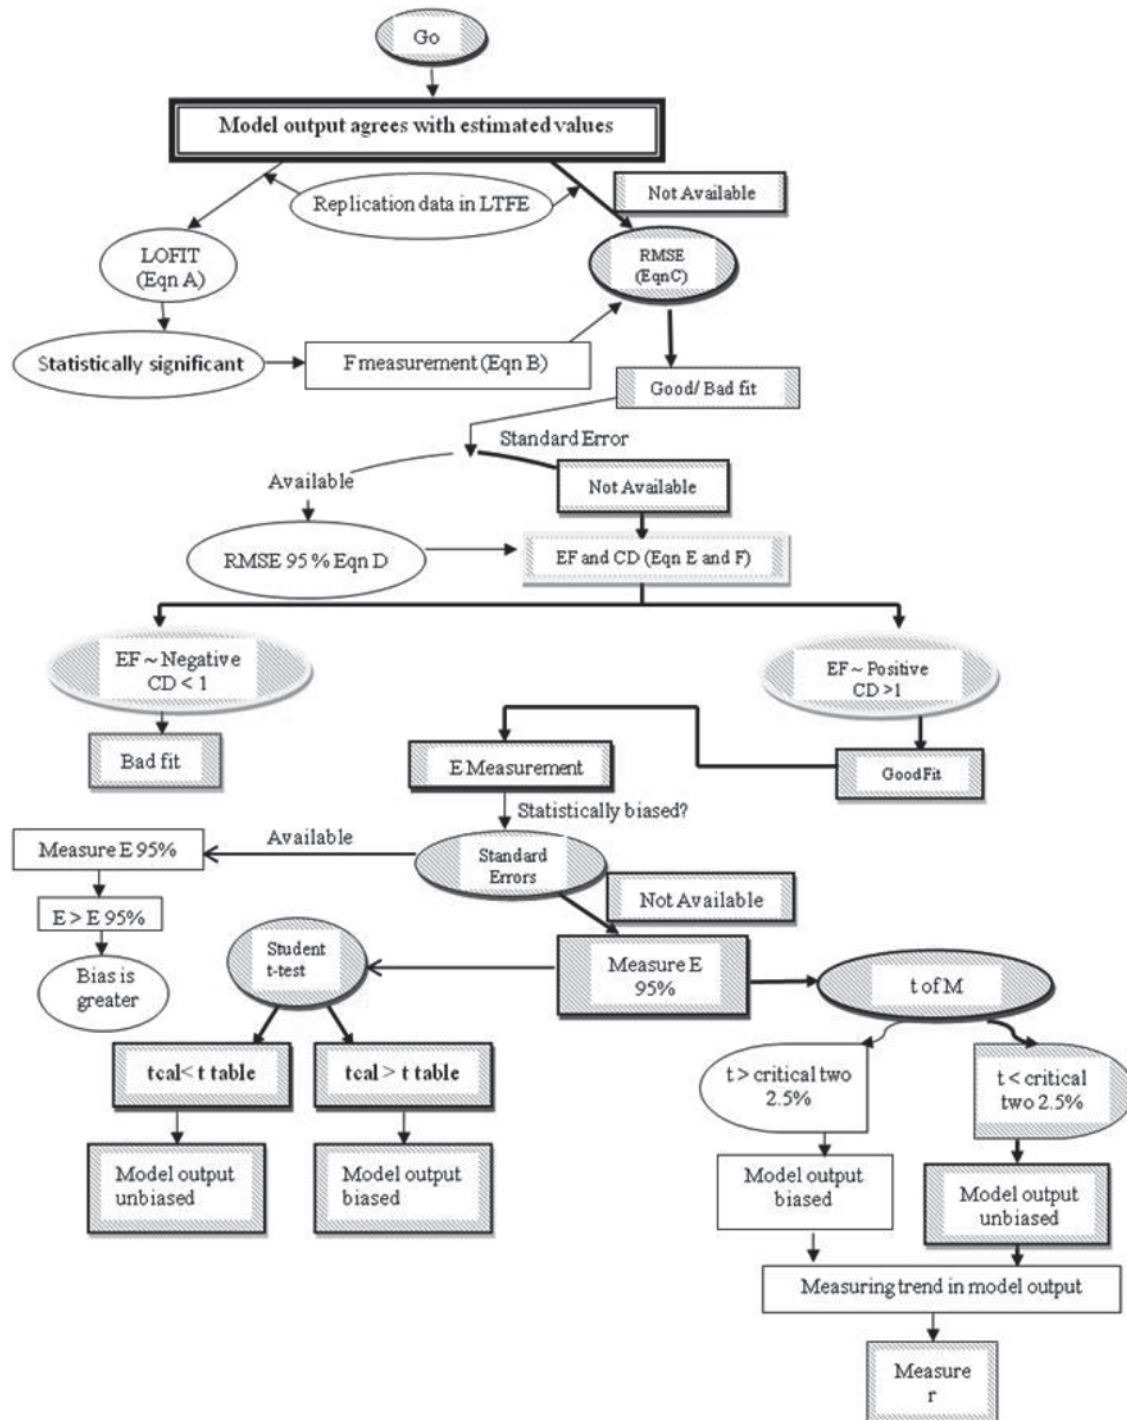 Go
Model output agrees with estimated values
Replication data in LTFE
Not Available
LOFIT
(Eqn A)
RMSE
(EqnC)
Statistically significant
F measurement (Eqn B)
Good/ Bad fit
Standard Error
Available
Not Available
RMSE 95 % Eqn D
EF and CD (Eqn E and F)
EF ~ Negative
CD < 1
EF ~ Positive
CD >1
Bad fit
E Measurement
Good Fit
Statistically biased?
Measure E 95%
Available
Standard
Errors
Not Available
E > E 95%
Bias is
greater
Student
t-test
Measure E
95%
t of M
tcal< t table
tcal > t table
t > critical two
2.5%
t < critical
two 2.5%
Model output
unbiased
Model output
biased
Model output
biased
Model output
unbiased
Measuring trend in model output
Measure
r